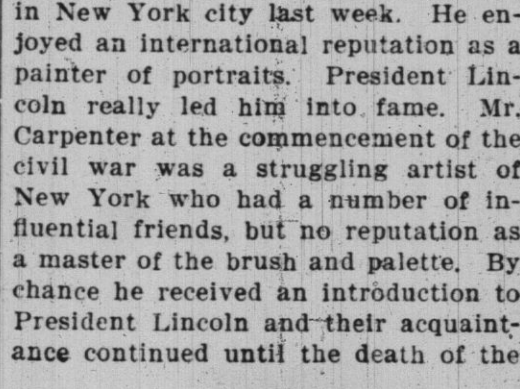 in New York city last week. He en-
joyed an international reputation as a
painter of portraits. President Lin-
coln really led him into fame. Mr.
Carpenter at the commencement of the
civil war was a struggling artist of
New York who had a number of in-
fluential friends, but no reputation as
a master of the brush and palette. By
chance he received an introduction to
President Lincoln and their acquaint-
ance continued until the death of the